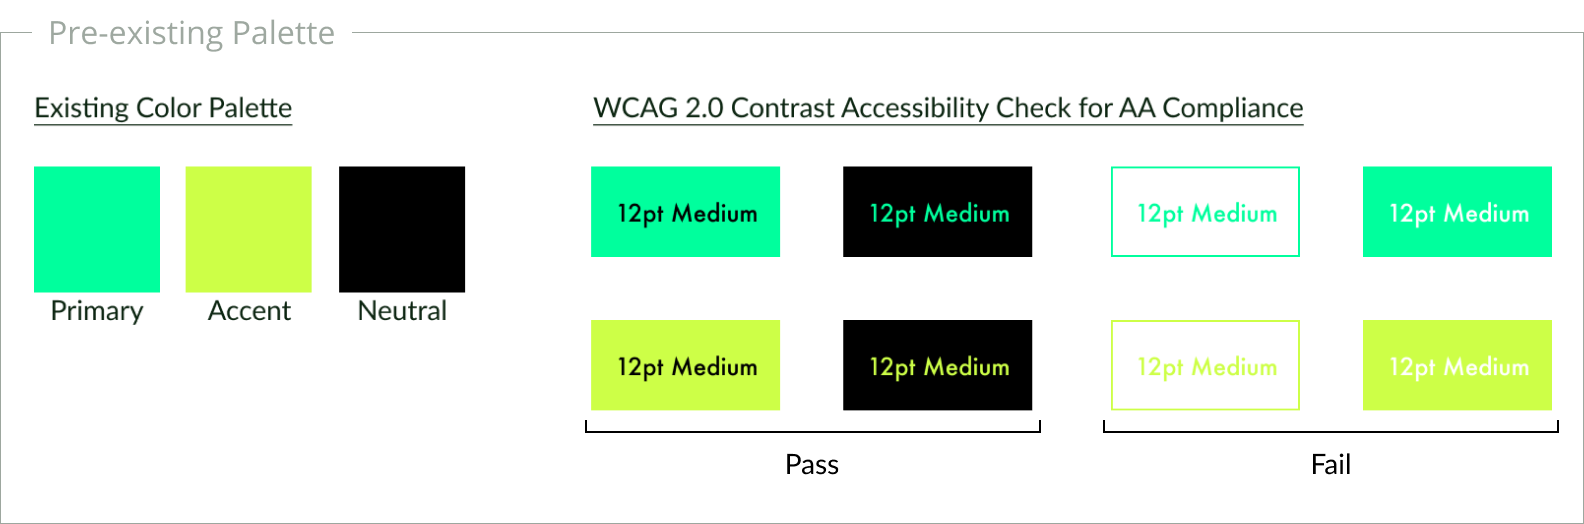 Pre-existing Palette
Existing Color Palette
Primary
Accent
Neutral
WCAG 2.0 Contrast Accessibility Check for AA Compliance
12pt Medium
12pt Medium
12pt Medium
12pt Medium
12pt Medium
12pt Medium
12pt Medium
12pt Medium
Pass
Fail